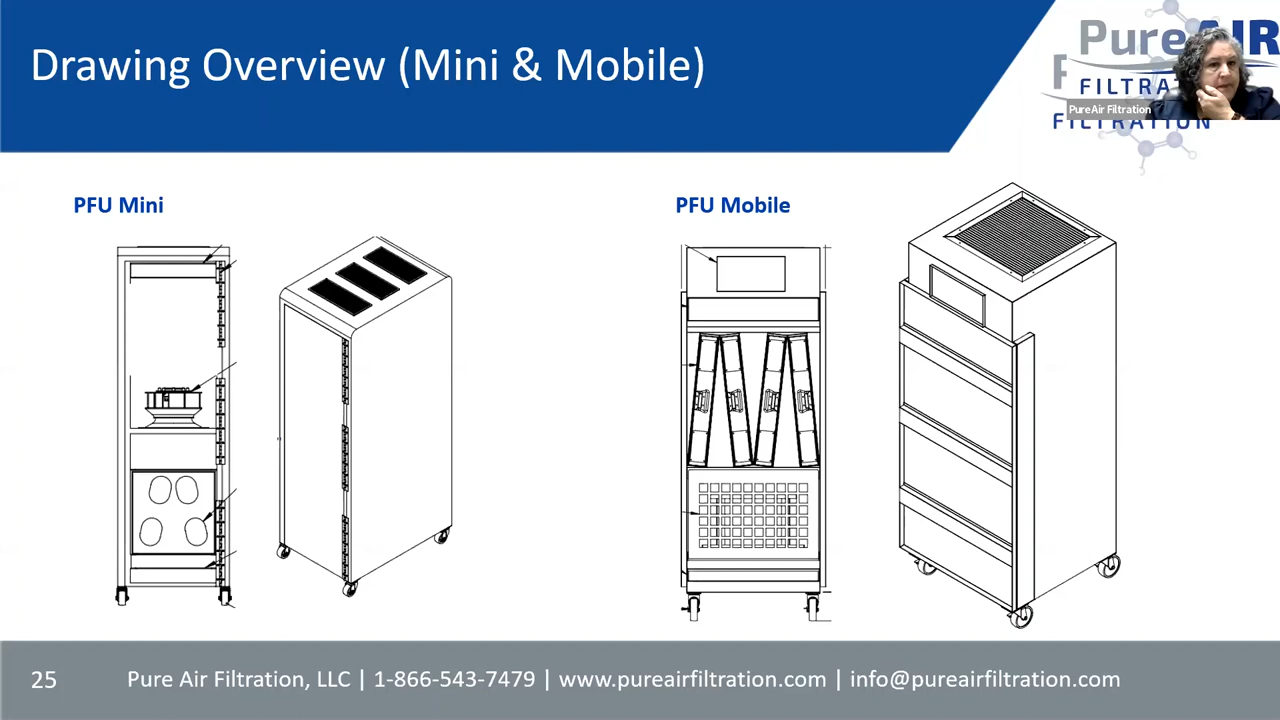 Drawing Overview (Mini & Mobile)
PureAIR
FILTRA
PureAir Filtration
FILTRATION
PFU Mini
PFU Mobile
25
Pure Air Filtration, LLC | 1-866-543-7479 | www.pureairfiltration.com | info@pureairfiltration.com